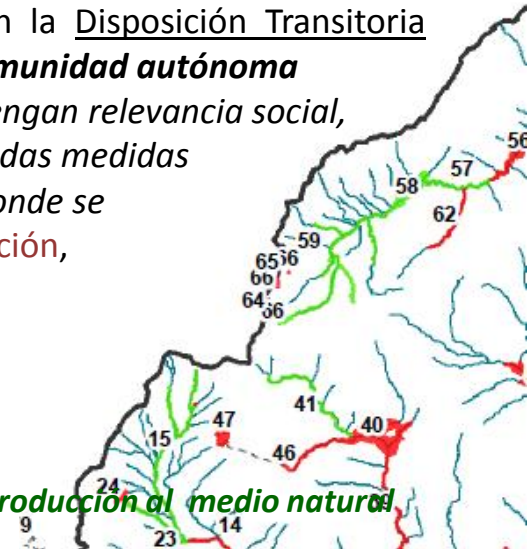 n la Disposición Transitoria
munidad autónoma
engan relevancia social,
das medidas
onde se
ción,
56
57
58
62
59
65
66
66
64
66
41
47
40
15
46
24
roducción al medio natural
39
9
23
14